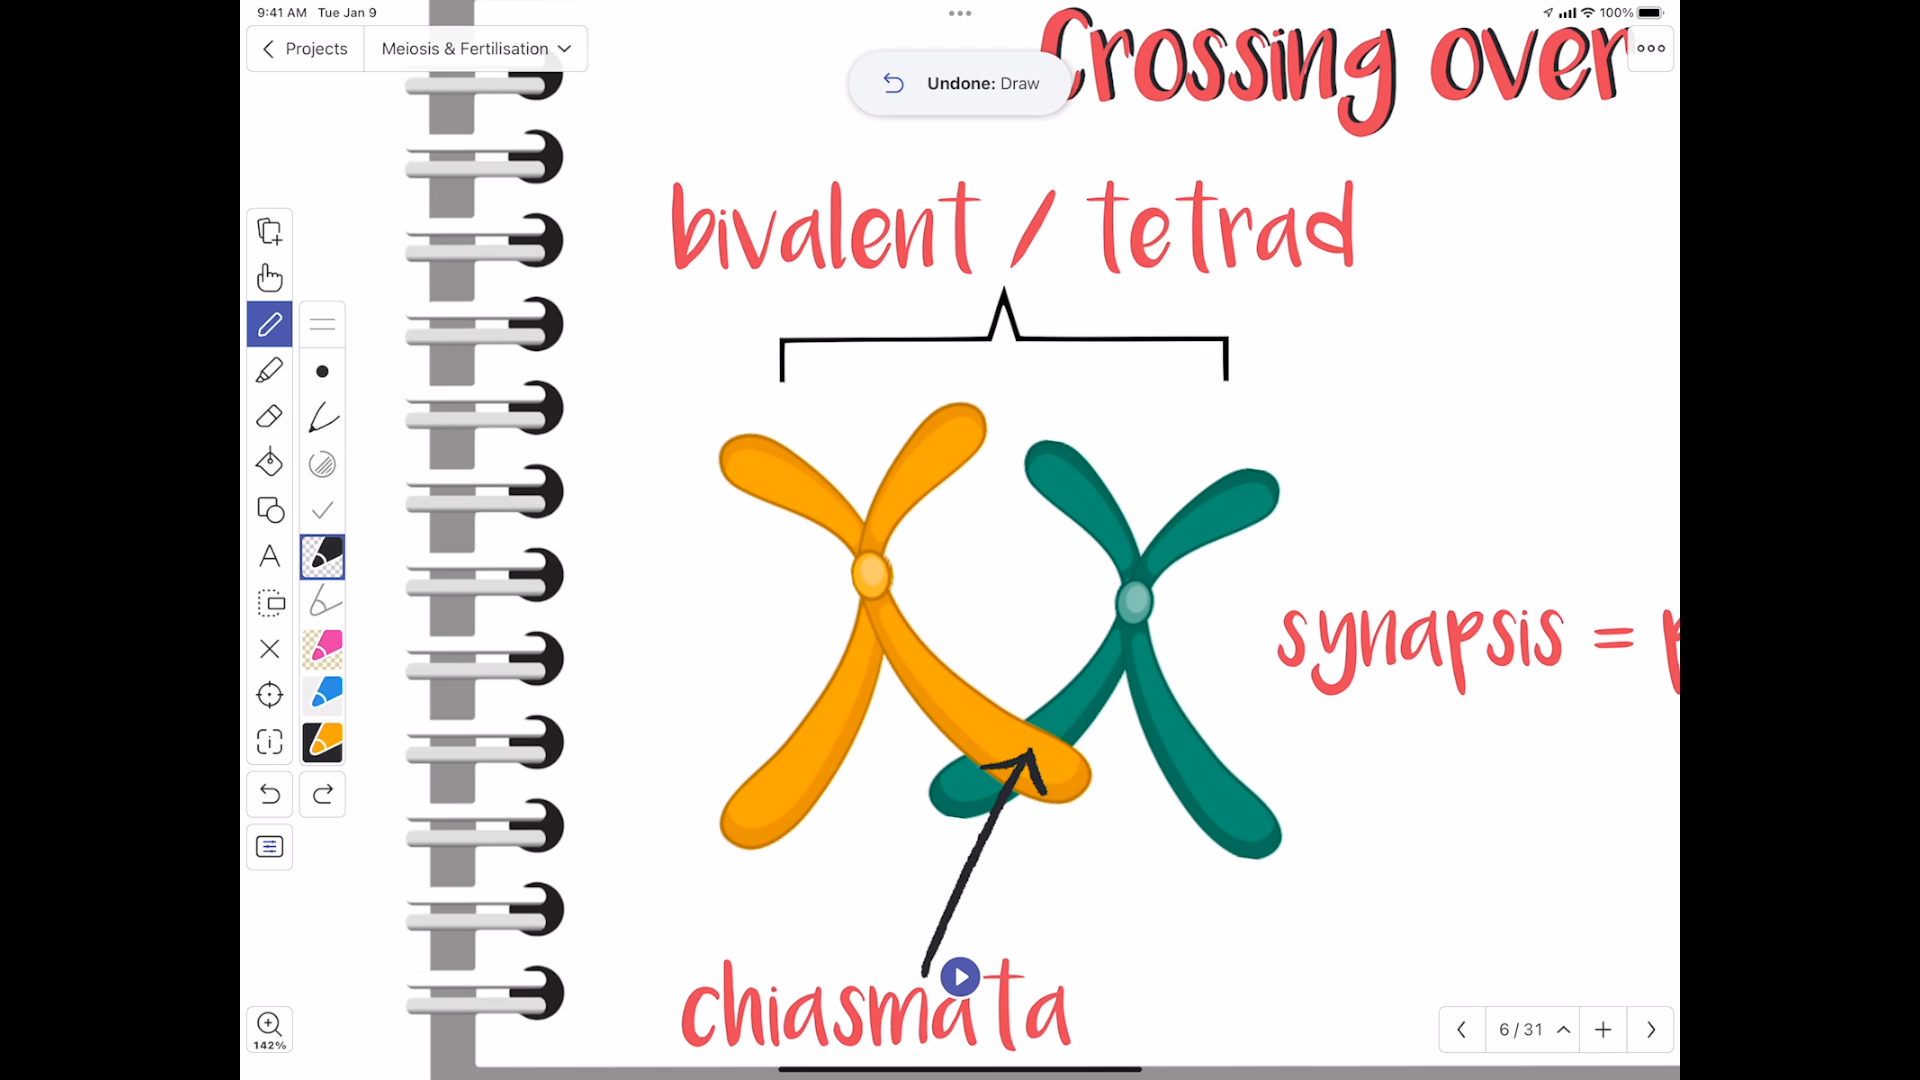 9:41 AM Tue Jan 9
100%
Projects
Meiosis & Fertilisation
Undone: Draw
Crossing over
bivalent / tetrad
synapsis =
chiasmata
A
142%
6 / 31